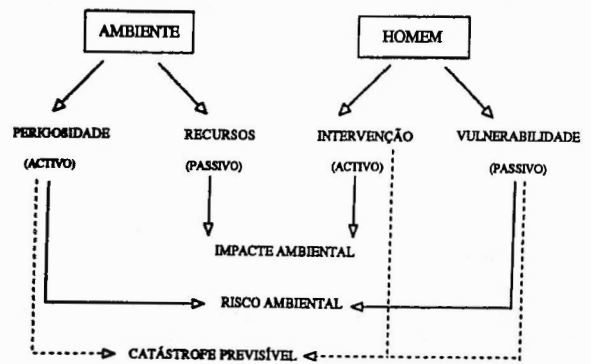 AMBIENTE
HOMEM
PERIGOSIDADE
(ACTIVO)
RECURSOS
(PASSIVO)
INTERVENÇÃO
(ACTIVO)
VULNERABILIDADE
(PASSIVO)
IMPACTE AMBIENTAL
RISCO AMBIENTAL
CATÁSTROFE PREVISÍVEL